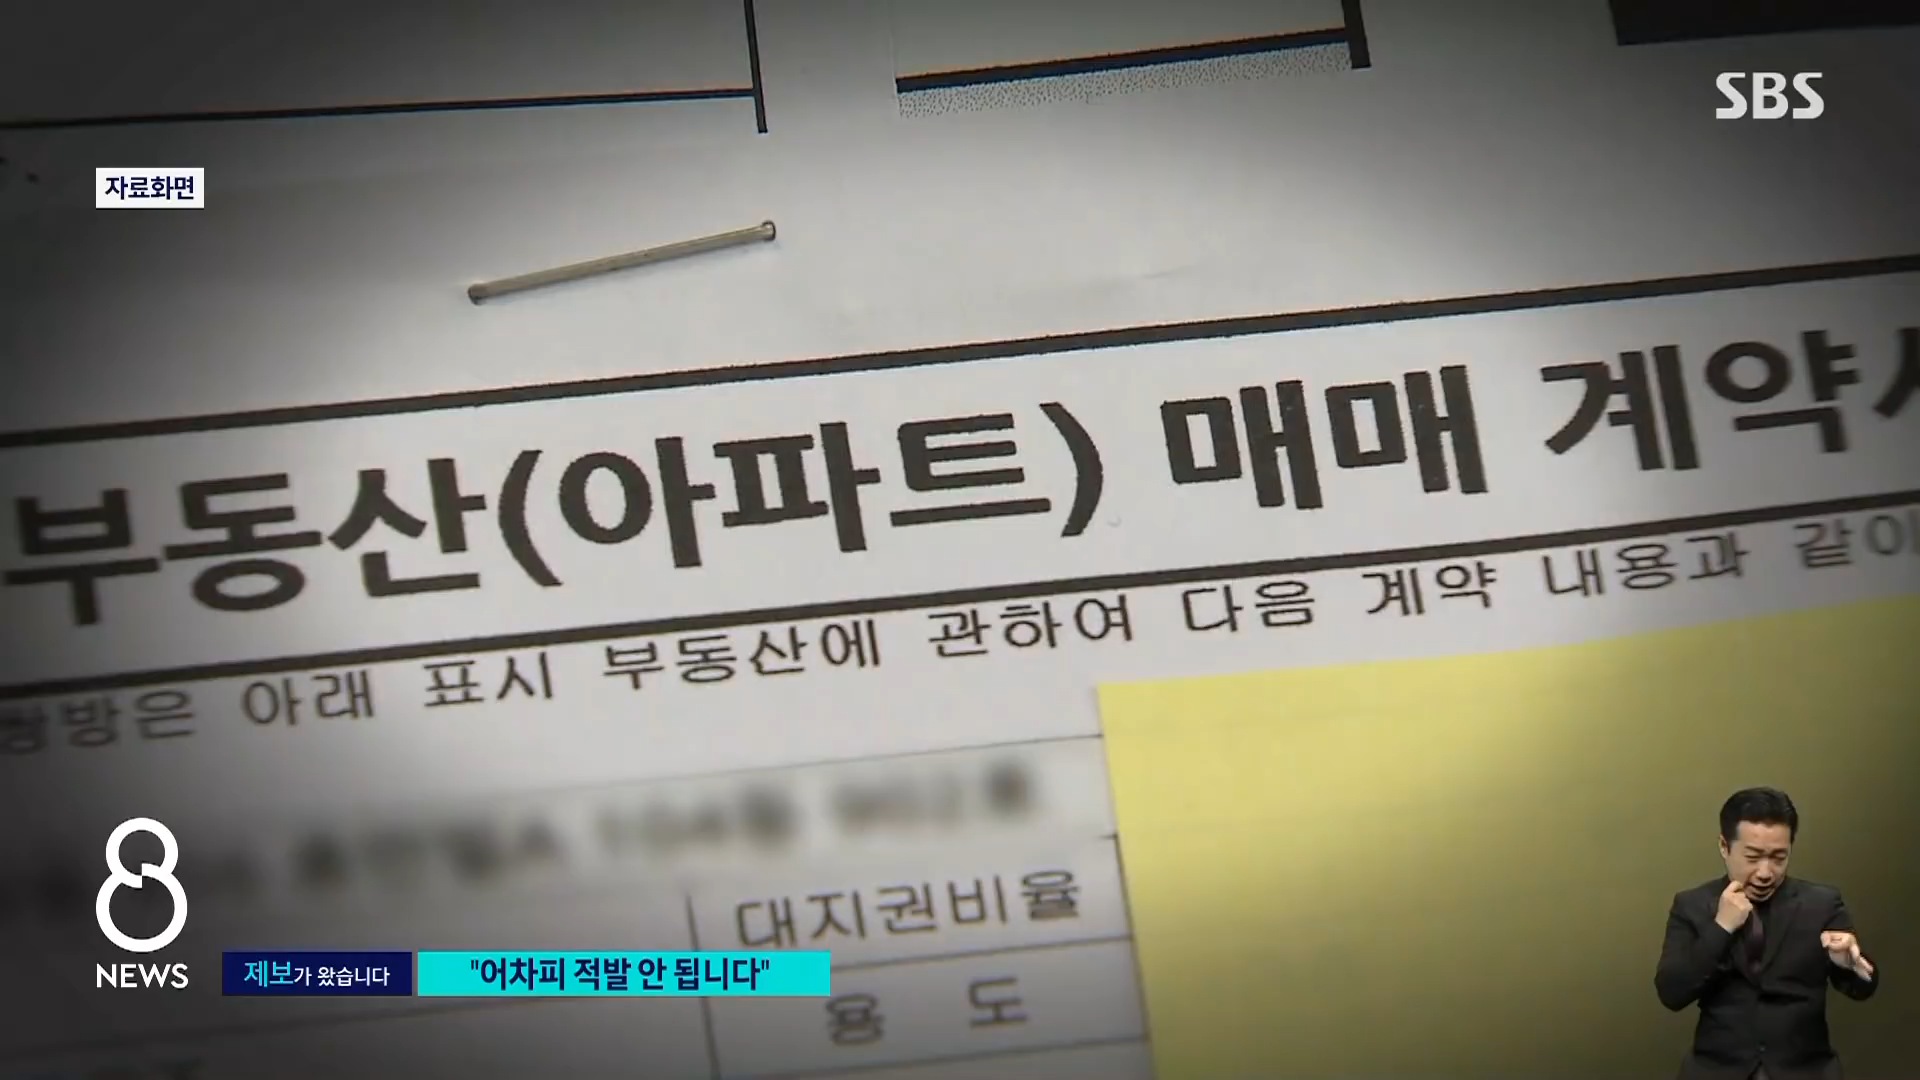 SBS
자료화면
부동산(아파트) 매매 계약서
쌍방은 아래 표시 부동산에 관하여 다음 계약 내용과 같이
대지권비율
용 도
8
NEWS
제보가 왔습니다
"어차피 적발 안 됩니다"